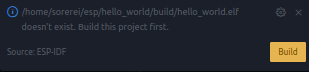 /home/sorerei/esp/hello_world/build/hello_world.elf
doesn't exist. Build this project first.
Source: ESP-IDF
Build